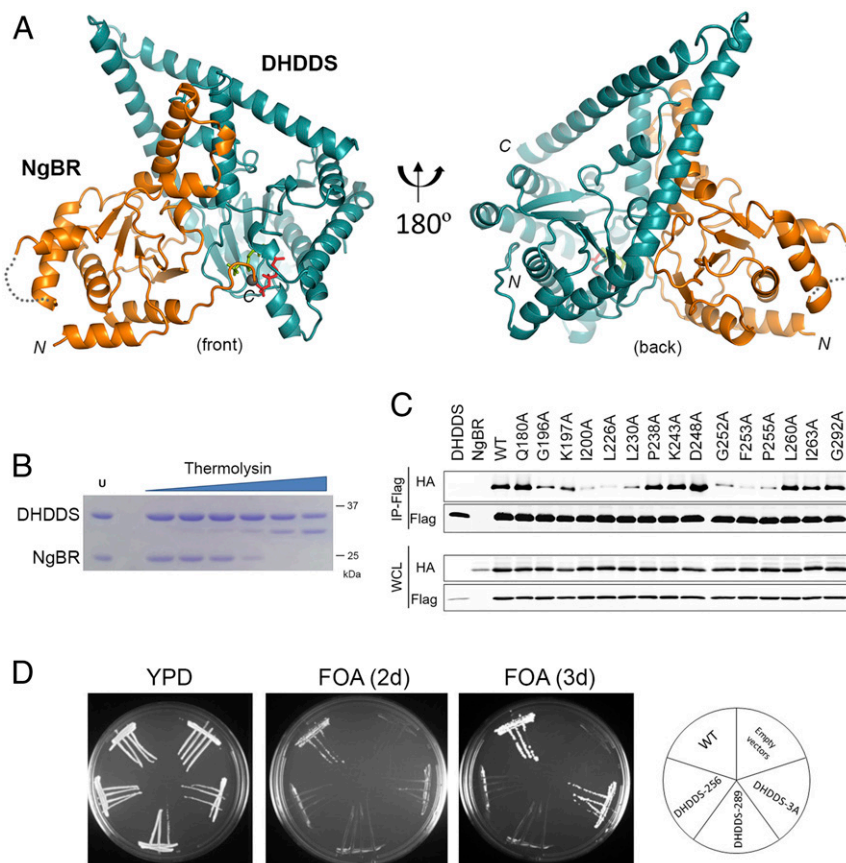 A
DHDDS
NgBR
C
N
(front)
180º
C
N
N
(back)
B
U
Thermolysin
DHDDS
NgBR
37
25
kDa
C
DHDDS
NgBR
WT
Q180A
G196A
K197A
I200A
L226A
L230A
P238A
K243A
D248A
G252A
F253A
P255A
L260A
I263A
G292A
IP-Flag
HA
Flag
WCL
HA
Flag
D
YPD
FOA (2d)
FOA (3d)
WT
Empty
vectors
DHDDS-256
DHDDS-289
DHDDS-3A